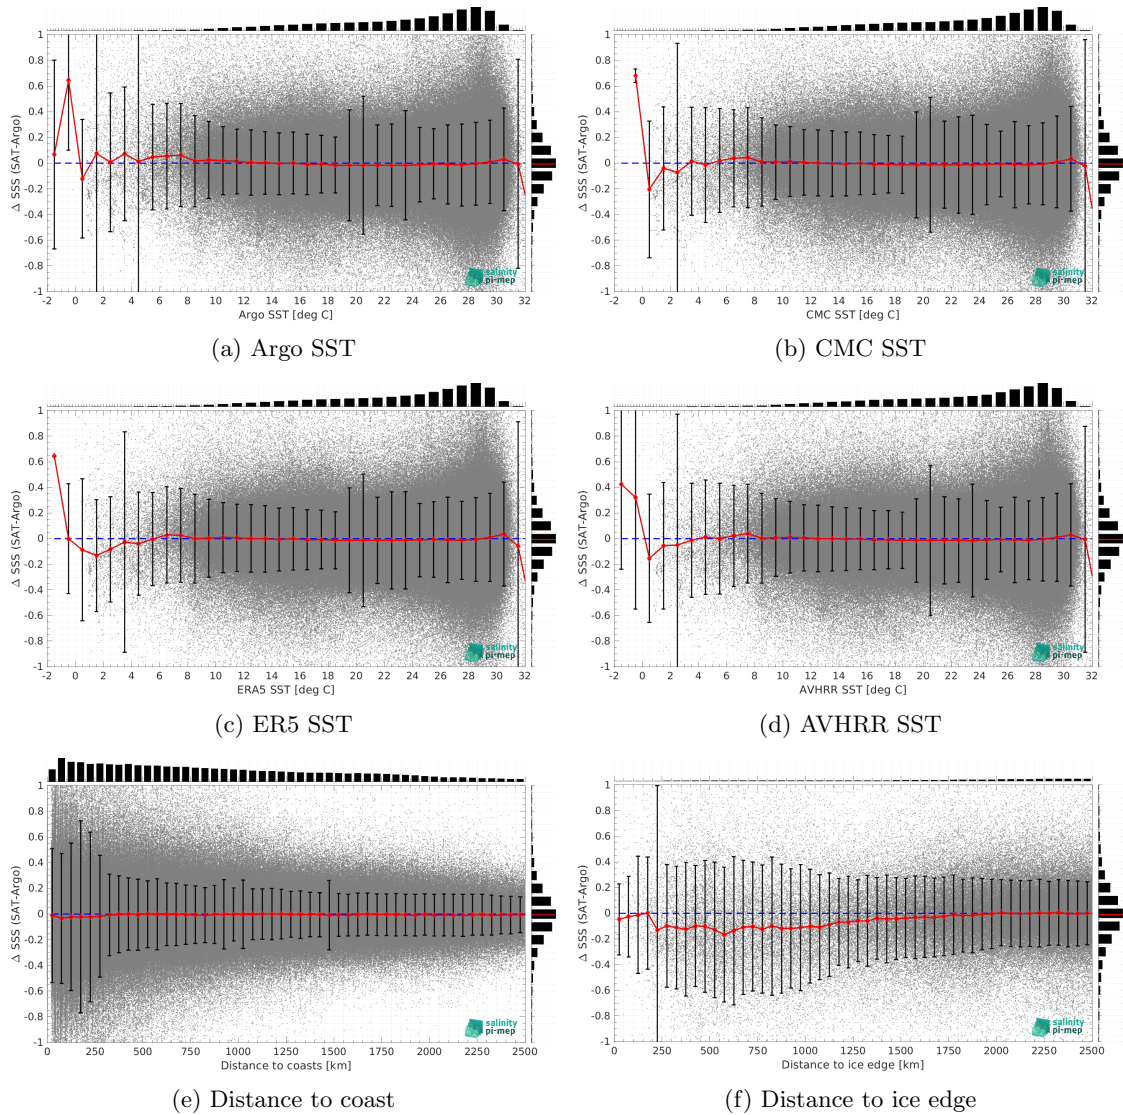 1
0.8
0.6
0.4
0.2
0
-0.2
-0.4
-0.6
-0.8
-1
Δ SSS (SAT-Argo)
-2 0 2 4 6 8 10 12 14 16 18 20 22 24 26 28 30 32
Argo SST [deg C]
salinity
pi-mep
(a) Argo SST
1
0.8
0.6
0.4
0.2
0
-0.2
-0.4
-0.6
-0.8
-1
Δ SSS (SAT-Argo)
-2 0 2 4 6 8 10 12 14 16 18 20 22 24 26 28 30 32
CMC SST [deg C]
salinity
pi-mep
(b) CMC SST
1
0.8
0.6
0.4
0.2
0
-0.2
-0.4
-0.6
-0.8
-1
Δ SSS (SAT-Argo)
-2 0 2 4 6 8 10 12 14 16 18 20 22 24 26 28 30 32
ERA5 SST [deg C]
salinity
pi-mep
(c) ER5 SST
1
0.8
0.6
0.4
0.2
0
-0.2
-0.4
-0.6
-0.8
-1
Δ SSS (SAT-Argo)
-2 0 2 4 6 8 10 12 14 16 18 20 22 24 26 28 30 32
AVHRR SST [deg C]
salinity
pi-mep
(d) AVHRR SST
1
0.8
0.6
0.4
0.2
0
-0.2
-0.4
-0.6
-0.8
-1
Δ SSS (SAT-Argo)
0 250 500 750 1000 1250 1500 1750 2000 2250 2500
Distance to coasts [km]
salinity
pi-mep
(e) Distance to coast
1
0.8
0.6
0.4
0.2
0
-0.2
-0.4
-0.6
-0.8
-1
Δ SSS (SAT-Argo)
0 250 500 750 1000 1250 1500 1750 2000 2250 2500
Distance to ice edge [km]
salinity
pi-mep
(f) Distance to ice edge